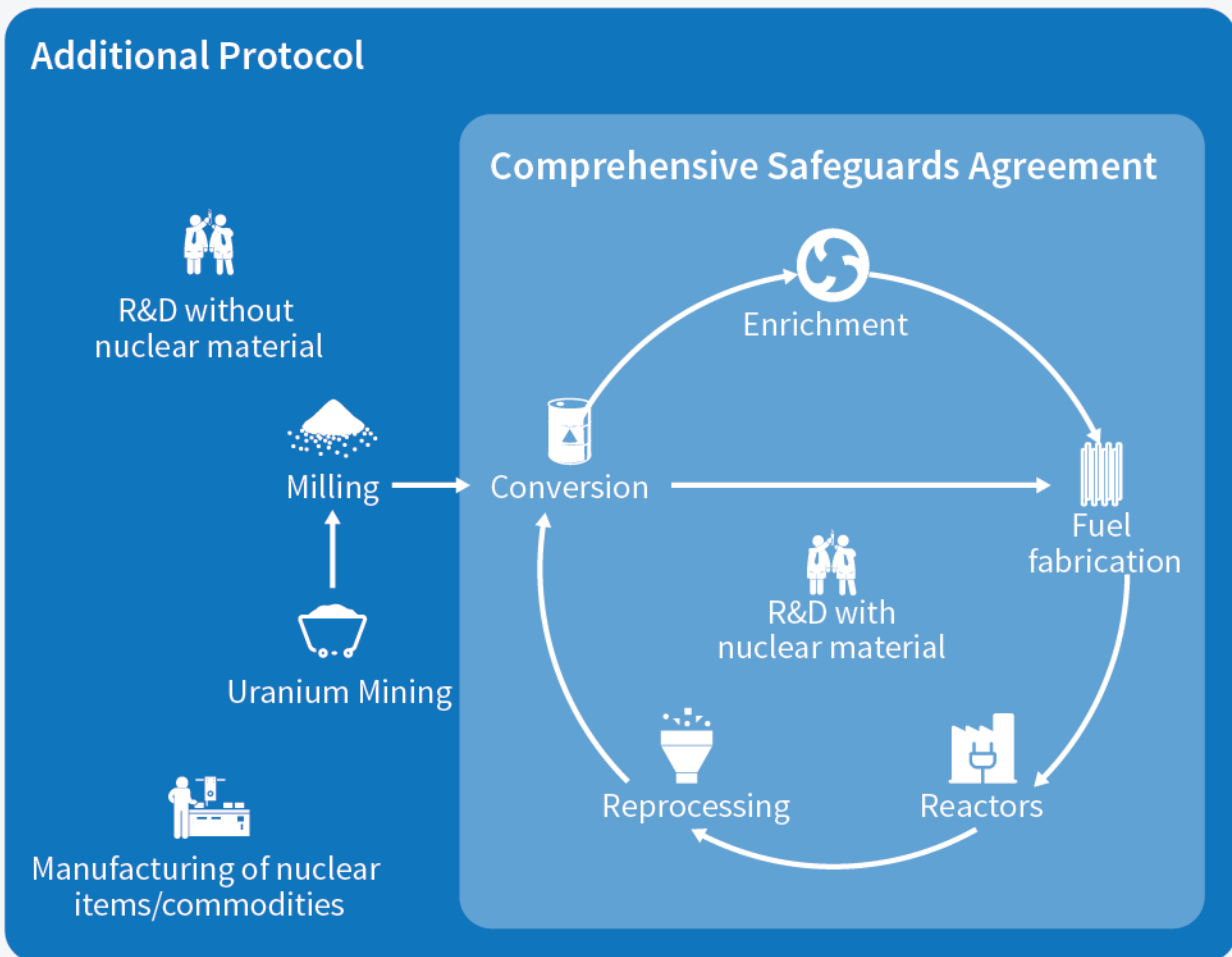 Additional Protocol
Comprehensive Safeguards Agreement
R&D without
nuclear material
Enrichment
Milling
Conversion
Fuel
fabrication
R&D with
nuclear material
Uranium Mining
Reprocessing
Reactors
Manufacturing of nuclear
items/commodities